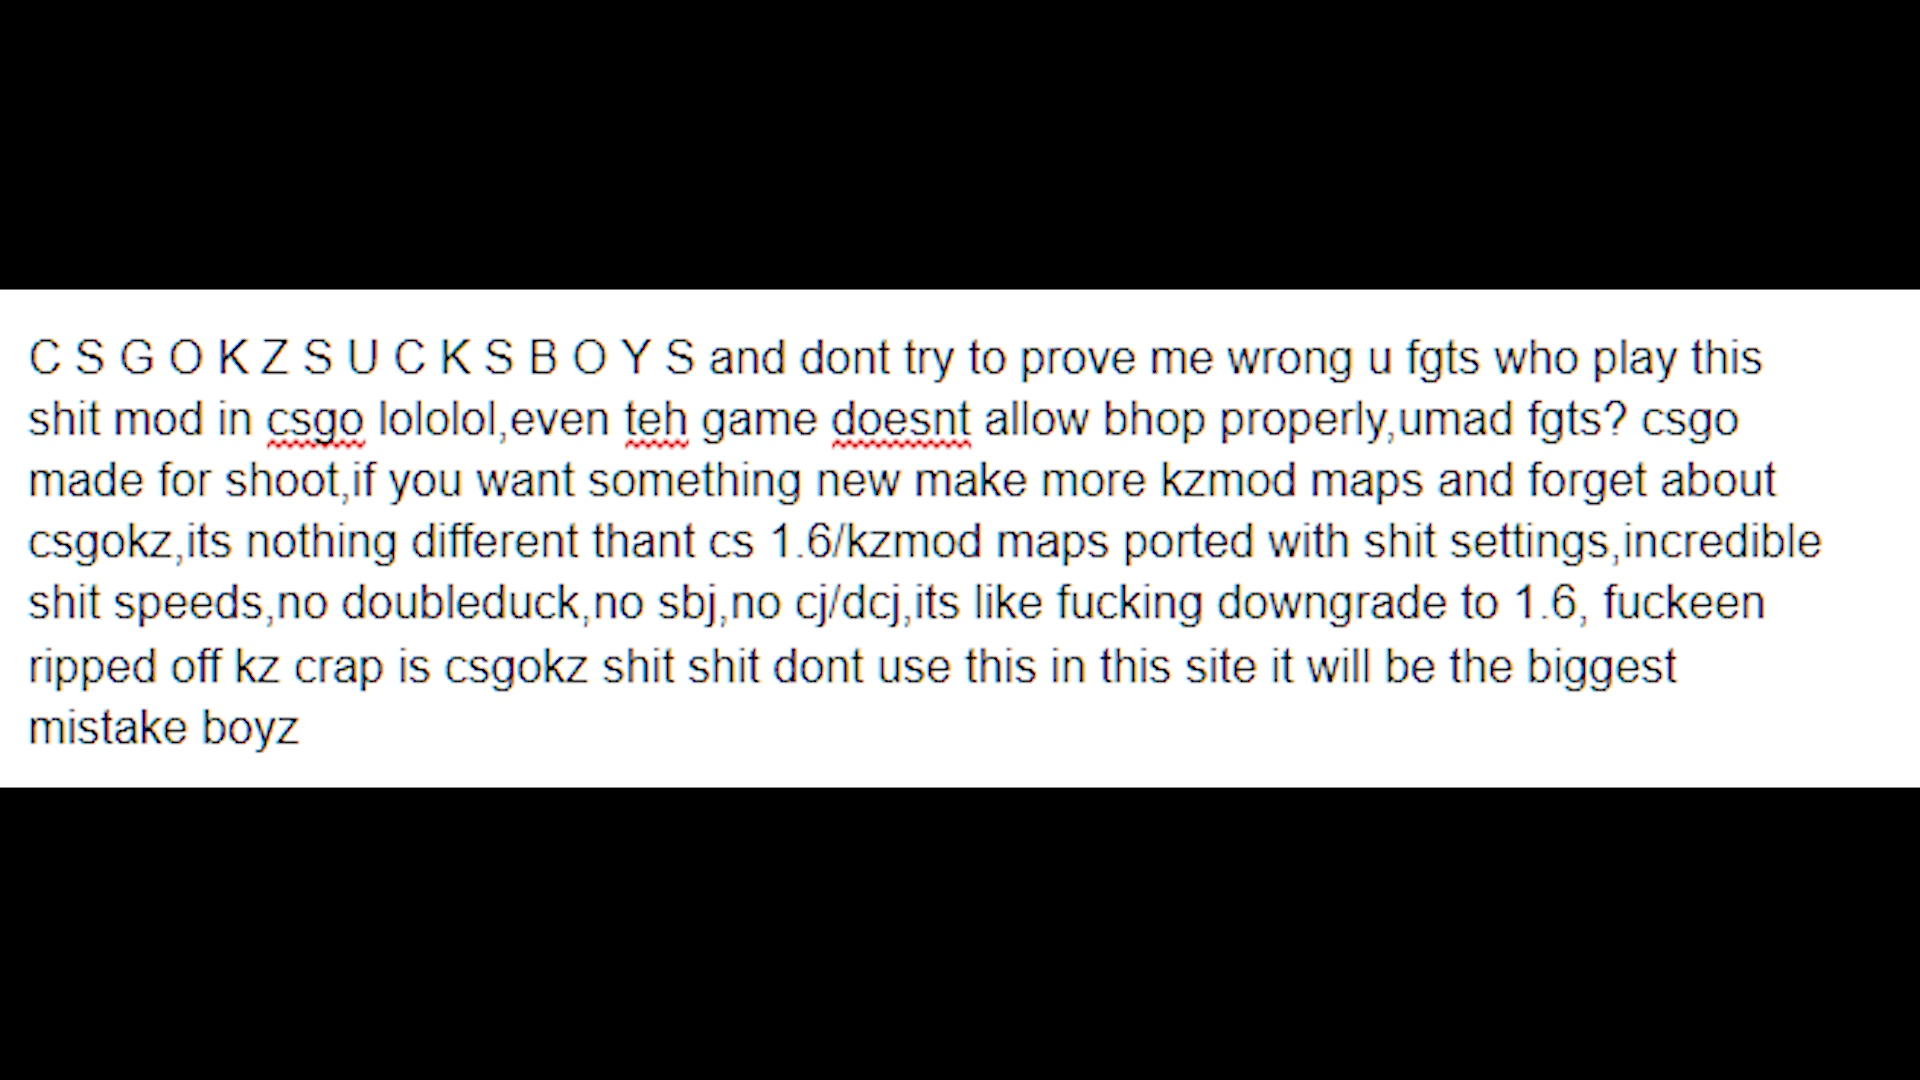 C S G O K Z S U C K S B O Y S and dont try to prove me wrong u fgts who play this
shit mod in csgo lololol,even teh game doesnt allow bhop properly,umad fgts? csgo
made for shoot,if you want something new make more kzmod maps and forget about
csgokz,its nothing different thant cs 1.6/kzmod maps ported with shit settings,incredible
shit speeds,no doubleduck,no sbj,no cj/dcj,its like fucking downgrade to 1.6, fuckeen
ripped off kz crap is csgokz shit shit dont use this in this site it will be the biggest
mistake boyz